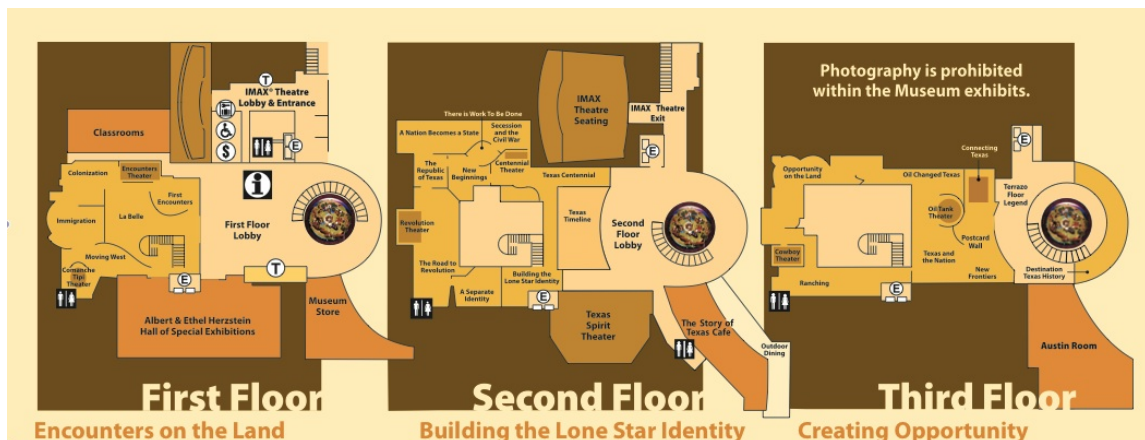 T
IMAX® Theatre
Lobby & Entrance
Classrooms
$
E
Colonization
Encounters
Theater
First
Encounters
i
Immigration
La Belle
First Floor
Lobby
Moving West
Comanche
Tipi
Theater
E
T
Albert & Ethel Herzstein
Hall of Special Exhibitions
Museum
Store
First Floor
Encounters on the Land
IMAX
Theatre
Seating
IMAX Theatre
Exit
There is Work To Be Done
A Nation Becomes a State
Secession
and the
Civil War
E
The
Republic
of Texas
New
Beginnings
Centennial
Theater
Texas Centennial
Revolution
Theater
Texas
Timeline
Second
Floor
Lobby
The Road to
Revolution
A Separate
Identity
Building the
Lone Star Identity
E
Texas
Spirit
Theater
The Story of
Texas Cafe
Outdoor
Dining
Second Floor
Building the Lone Star Identity
Photography is prohibited
within the Museum exhibits.
E
Connecting
Texas
Opportunity
on the Land
Oil Changed Texas
Terrazo
Floor
Legend
Oil Tank
Theater
Postcard
Wall
Cowboy
Theater
Texas and
the Nation
New
Frontiers
Destination
Texas History
Ranching
E
Austin Room
Third Floor
Creating Opportunity